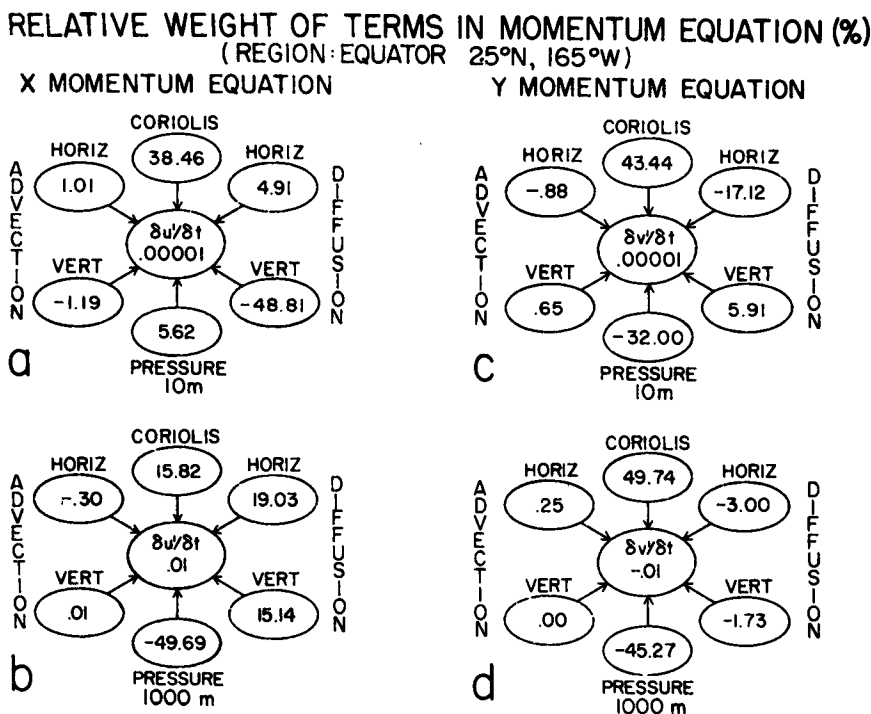 RELATIVE WEIGHT OF TERMS IN MOMENTUM EQUATION (%)
(REGION: EQUATOR 25°N, 165°W)
X MOMENTUM EQUATION
CORIOLIS
HORIZ
38.46
HORIZ
ADVECTION
1.01
4.91
DIFFUSION
δu'/δt
.00001
VERT
VERT
-1.19
-48.81
5.62
a
PRESSURE
10m
CORIOLIS
HORIZ
15.82
HORIZ
ADVECTION
-.30
19.03
DIFFUSION
δu'/δt
.01
VERT
VERT
.01
15.14
-49.69
b
PRESSURE
1000 m
Y MOMENTUM EQUATION
CORIOLIS
HORIZ
43.44
HORIZ
ADVECTION
-.88
-17.12
DIFFUSION
δv'/δt
.00001
VERT
VERT
.65
5.91
-32.00
c
PRESSURE
10m
CORIOLIS
HORIZ
49.74
HORIZ
ADVECTION
.25
-3.00
DIFFUSION
δv'/δt
-.01
VERT
VERT
.00
-1.73
-45.27
d
PRESSURE
1000 m